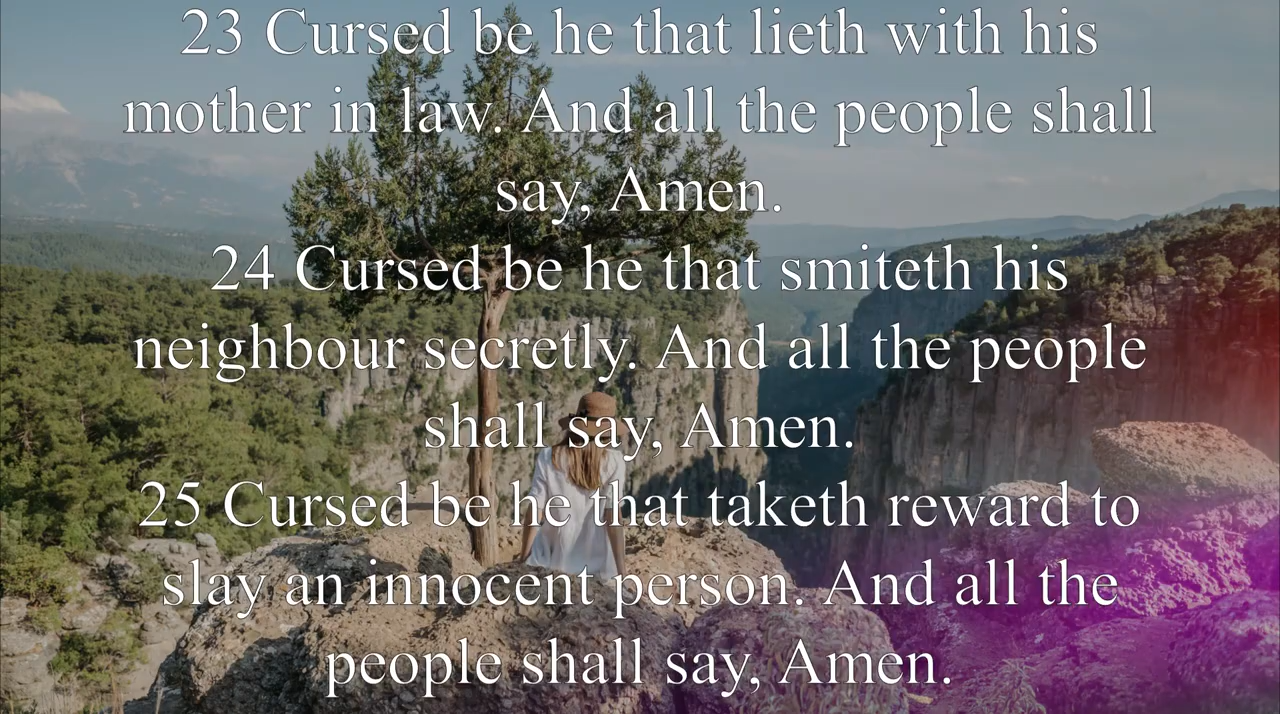 23 Cursed be he that lieth with his
mother in law. And all the people shall
say, Amen.
24 Cursed be he that smiteth his
neighbour secretly. And all the people
shall say, Amen.
25 Cursed be he that taketh reward to
slay an innocent person. And all the
people shall say, Amen.